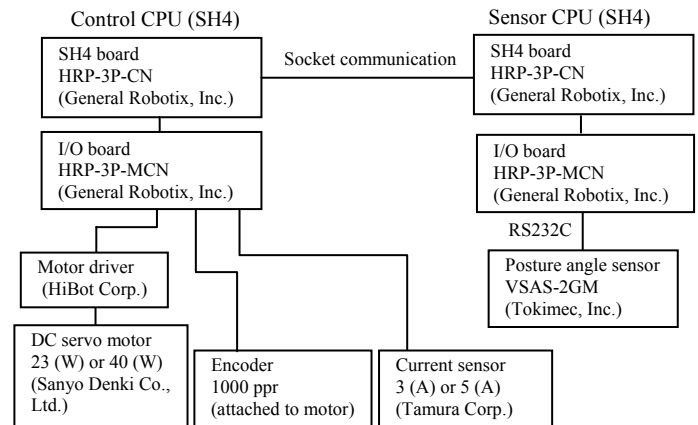 Control CPU (SH4)
Sensor CPU (SH4)
SH4 board
HRP-3P-CN
(General Robotix, Inc.)
Socket communication
SH4 board
HRP-3P-CN
(General Robotix, Inc.)
I/O board
HRP-3P-MCN
(General Robotix, Inc.)
I/O board
HRP-3P-MCN
(General Robotix, Inc.)
RS232C
Motor driver
(HiBot Corp.)
Posture angle sensor
VSAS-2GM
(Tokimec, Inc.)
DC servo motor
23 (W) or 40 (W)
(Sanyo Denki Co.,
Ltd.)
Encoder
1000 ppr
(attached to motor)
Current sensor
3 (A) or 5 (A)
(Tamura Corp.)